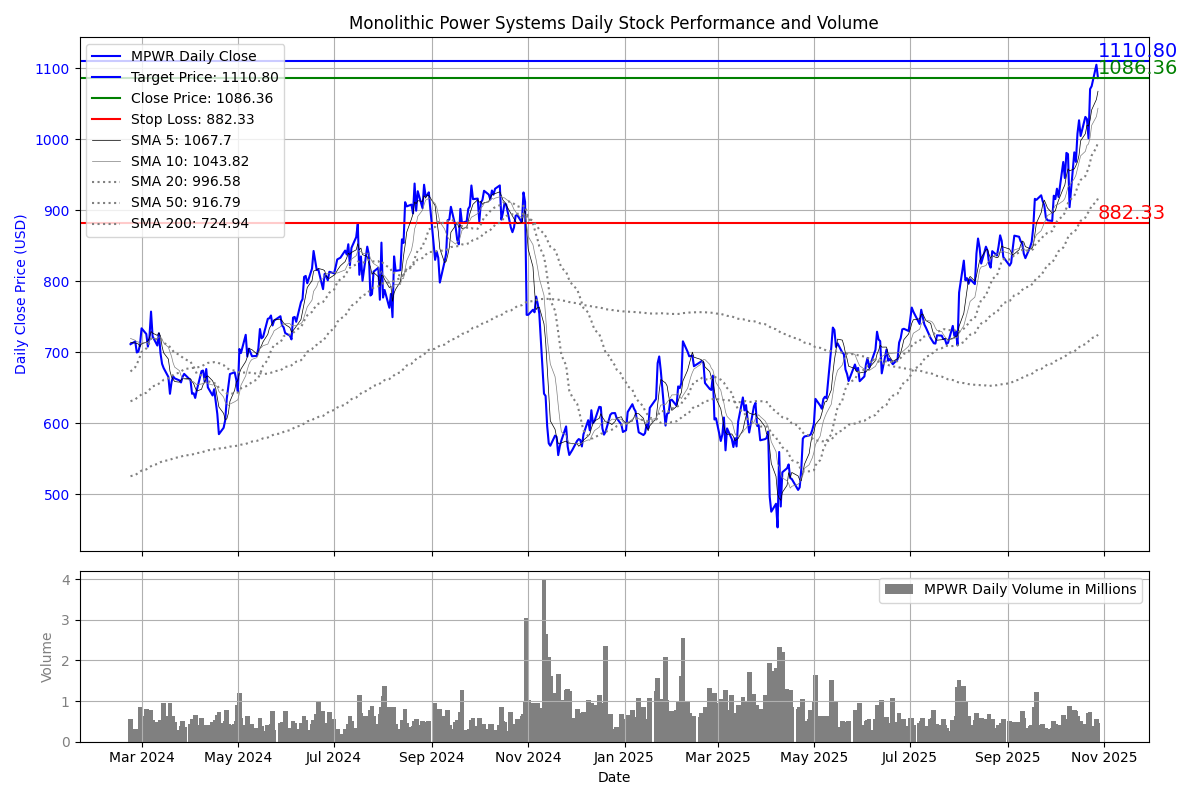 Monolithic Power Systems Daily Stock Performance and Volume
MPWR Daily Close
Target Price: 1110.80
Close Price: 1086.36
Stop Loss: 882.33
SMA 5: 1067.7
SMA 10: 1043.82
SMA 20: 996.58
SMA 50: 916.79
SMA 200: 724.94
1110.80
1086.36
882.33
Daily Close Price (USD)
1100
1000
900
800
700
600
500
MPWR Daily Volume in Millions
Volume
4
3
2
1
0
Mar 2024 May 2024 Jul 2024 Sep 2024 Nov 2024 Jan 2025 Mar 2025 May 2025 Jul 2025 Sep 2025 Nov 2025
Date